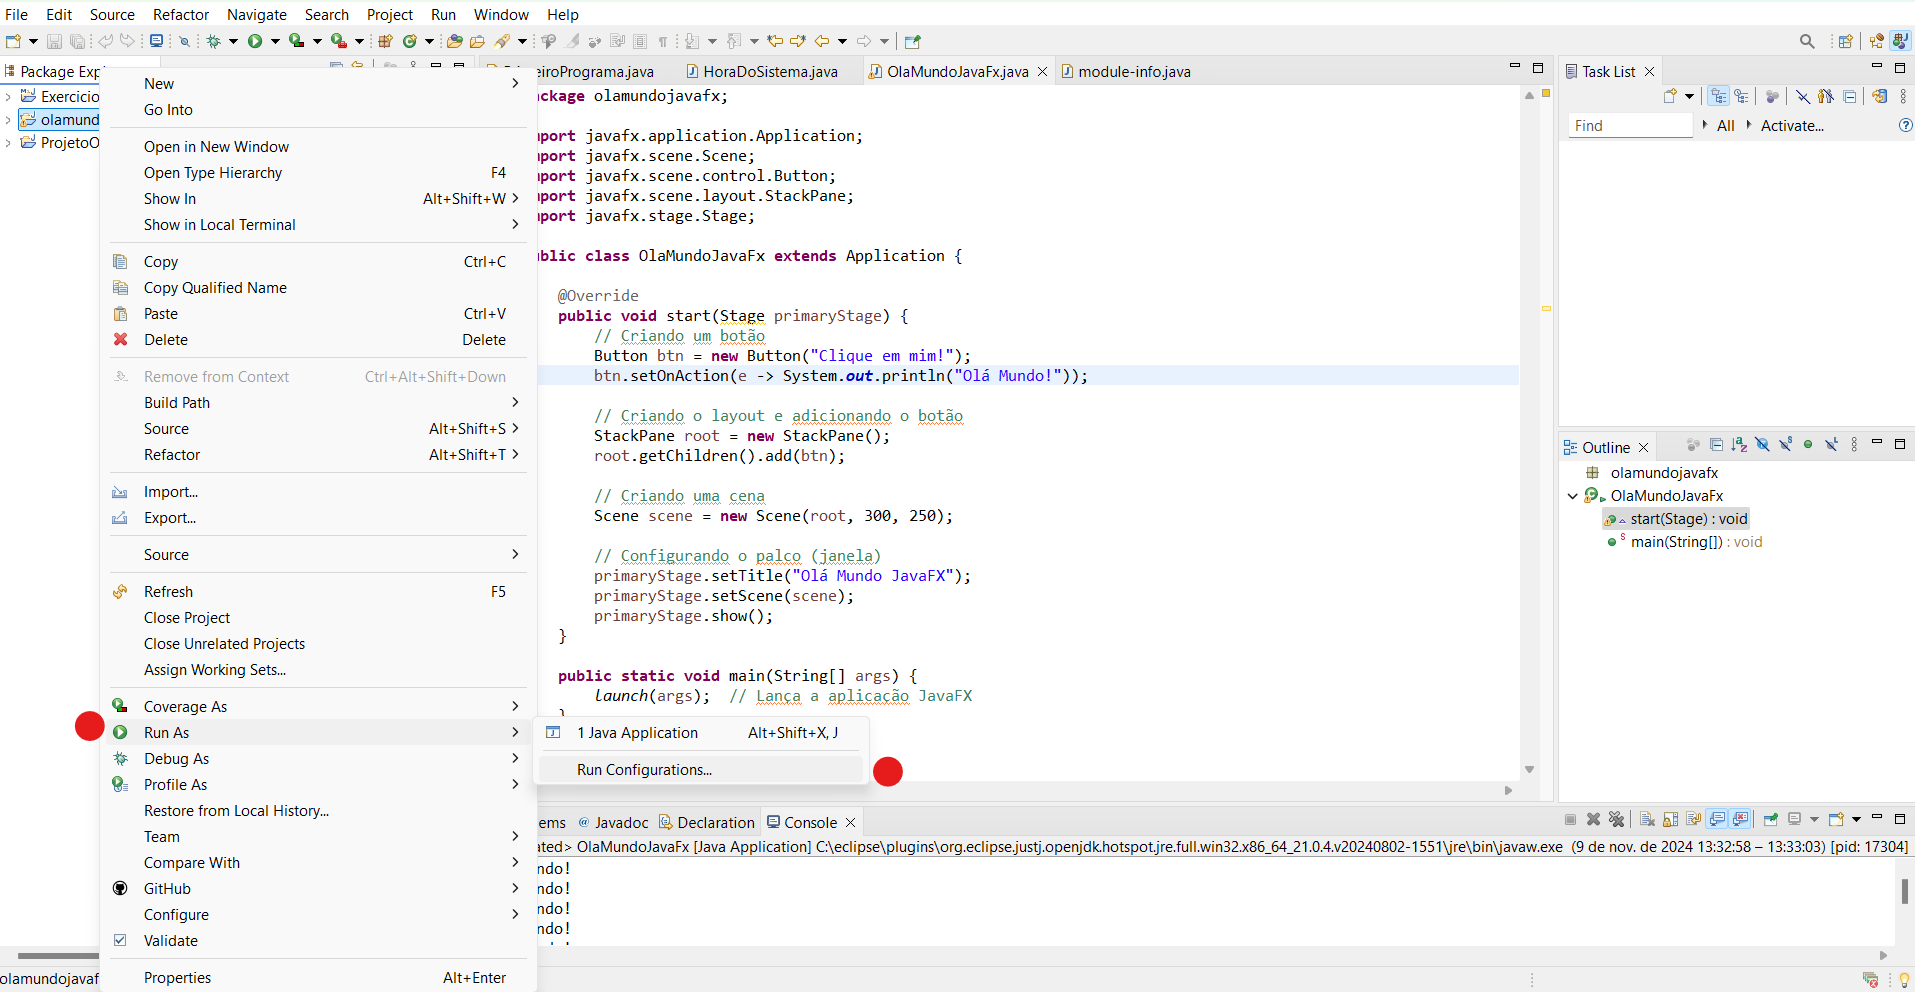 File Edit Source Refactor Navigate Search Project Run Window Help
Package Exp
Exercicio
olamund
ProjetoO
New
Go Into
Open in New Window
Open Type Hierarchy F4
Show In Alt+Shift+W
Show in Local Terminal
Copy Ctrl+C
Copy Qualified Name
Paste Ctrl+V
Delete Delete
Remove from Context Ctrl+Alt+Shift+Down
Build Path
Source Alt+Shift+S
Refactor Alt+Shift+T
Import...
Export...
Source
Refresh F5
Close Project
Close Unrelated Projects
Assign Working Sets...
Coverage As
Run As
Debug As
Profile As
Restore from Local History...
Team
Compare With
GitHub
Configure
Validate
Properties Alt+Enter
1 Java Application Alt+Shift+X, J
Run Configurations...
eiroPrograma.java HoraDoSistema.java OlaMundoJavaFx.java module-info.java
ckage olamundojavafx;
port javafx.application.Application;
port javafx.scene.Scene;
port javafx.scene.control.Button;
port javafx.scene.layout.StackPane;
port javafx.stage.Stage;
blic class OlaMundoJavaFx extends Application {
@Override
public void start(Stage primaryStage) {
// Criando um botão
Button btn = new Button("Clique em mim!");
btn.setOnAction(e -> System.out.println("Olá Mundo!"));
// Criando o layout e adicionando o botão
StackPane root = new StackPane();
root.getChildren().add(btn);
// Criando uma cena
Scene scene = new Scene(root, 300, 250);
// Configurando o palco (janela)
primaryStage.setTitle("Olá Mundo JavaFX");
primaryStage.setScene(scene);
primaryStage.show();
}
public static void main(String[] args) {
launch(args); // Lança a aplicação JavaFX
}
ems @ Javadoc Declaration Console
ated> OlaMundoJavaFx [Java Application] C:\eclipse\plugins\org.eclipse.justj.openjdk.hotspot.jre.full.win32.x86_64_21.0.4.v20240802-1551\jre\bin\javaw.exe (9 de nov. de 2024 13:32:58 – 13:33:03) [pid: 17304]
ndo!
ndo!
ndo!
ndo!
Task List
Find All Activate...
Outline
olamundojavafx
OlaMundoJavaFx
start(Stage) : void
main(String[]) : void
olamundojavaf